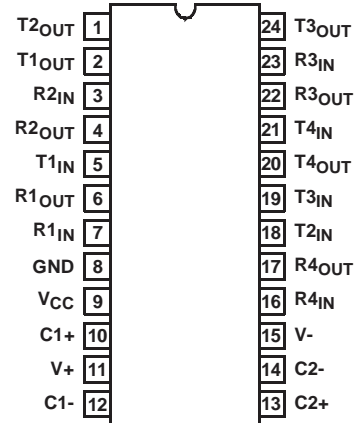 T2OUT 1 24 T3OUT
T1OUT 2 23 R3IN
R2IN 3 22 R3OUT
R2OUT 4 21 T4IN
T1IN 5 20 T4OUT
R1OUT 6 19 T3IN
R1IN 7 18 T2IN
GND 8 17 R4OUT
VCC 9 16 R4IN
C1+ 10 15 V-
V+ 11 14 C2-
C1- 12 13 C2+